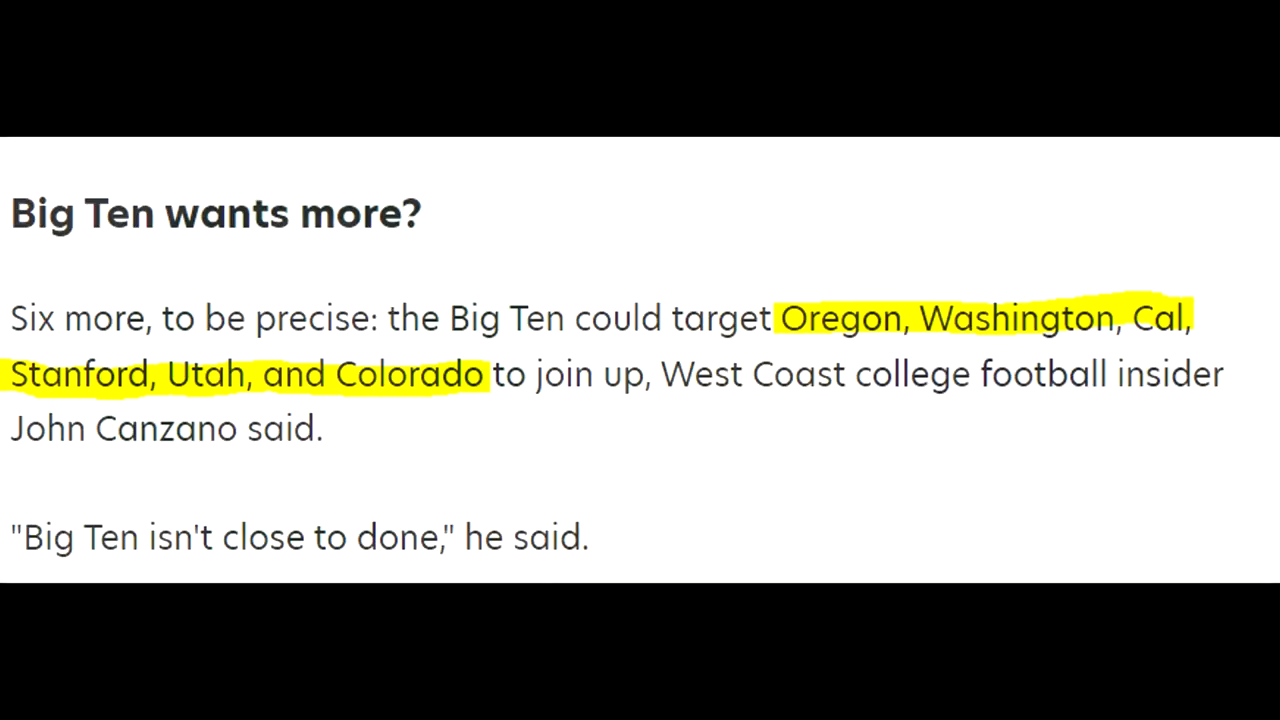 Big Ten wants more?
Six more, to be precise: the Big Ten could target Oregon, Washington, Cal,
Stanford, Utah, and Colorado to join up, West Coast college football insider
John Canzano said.
"Big Ten isn't close to done," he said.